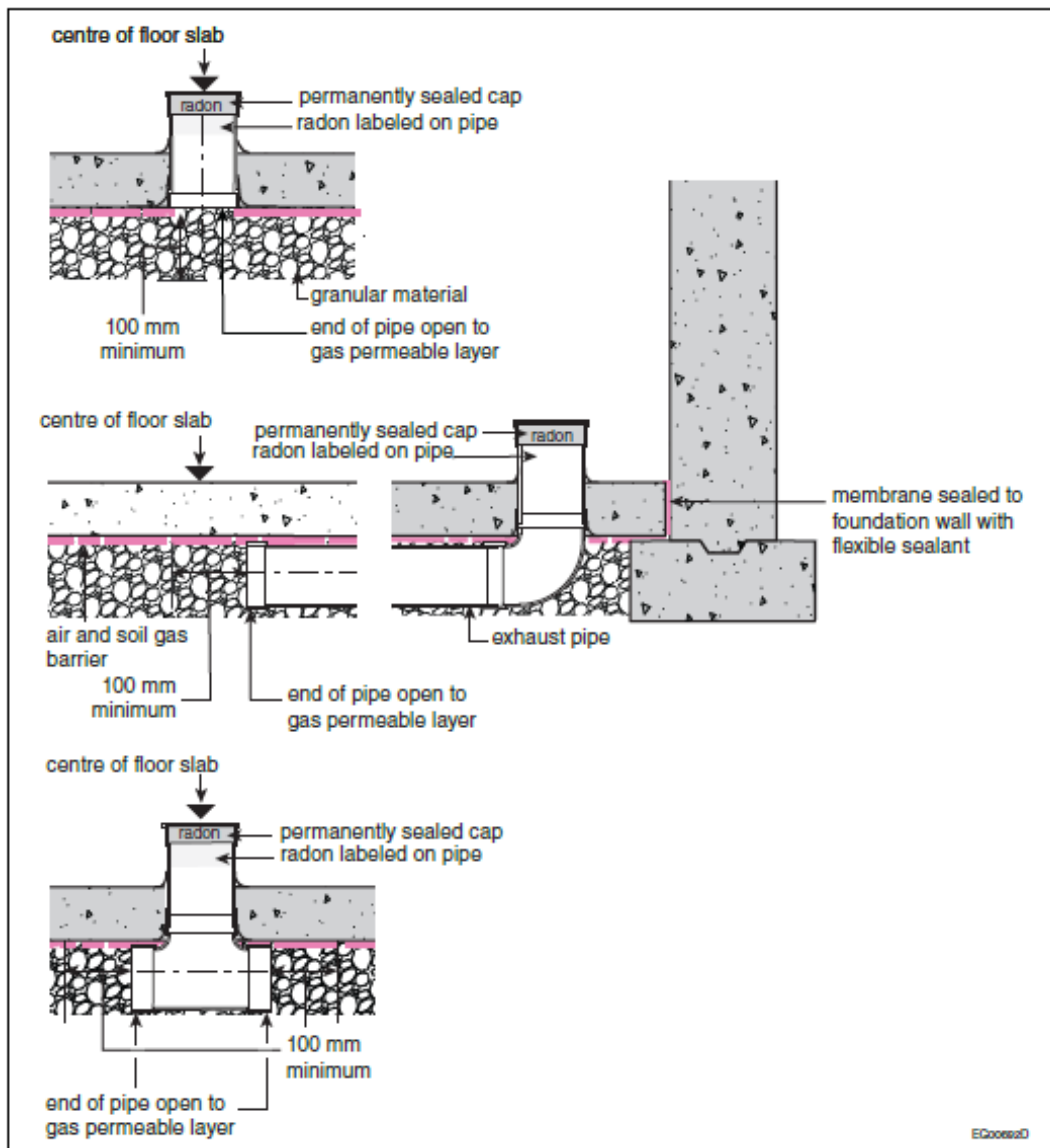 centre of floor slab
permanently sealed cap
radon
radon labeled on pipe
granular material
100 mm
minimum
end of pipe open to
gas permeable layer
centre of floor slab
permanently sealed cap
radon
radon labeled on pipe
membrane sealed to
foundation wall with
flexible sealant
exhaust pipe
air and soil gas
barrier
100 mm
minimum
end of pipe open to
gas permeable layer
centre of floor slab
permanently sealed cap
radon
radon labeled on pipe
100 mm
minimum
end of pipe open to
gas permeable layer